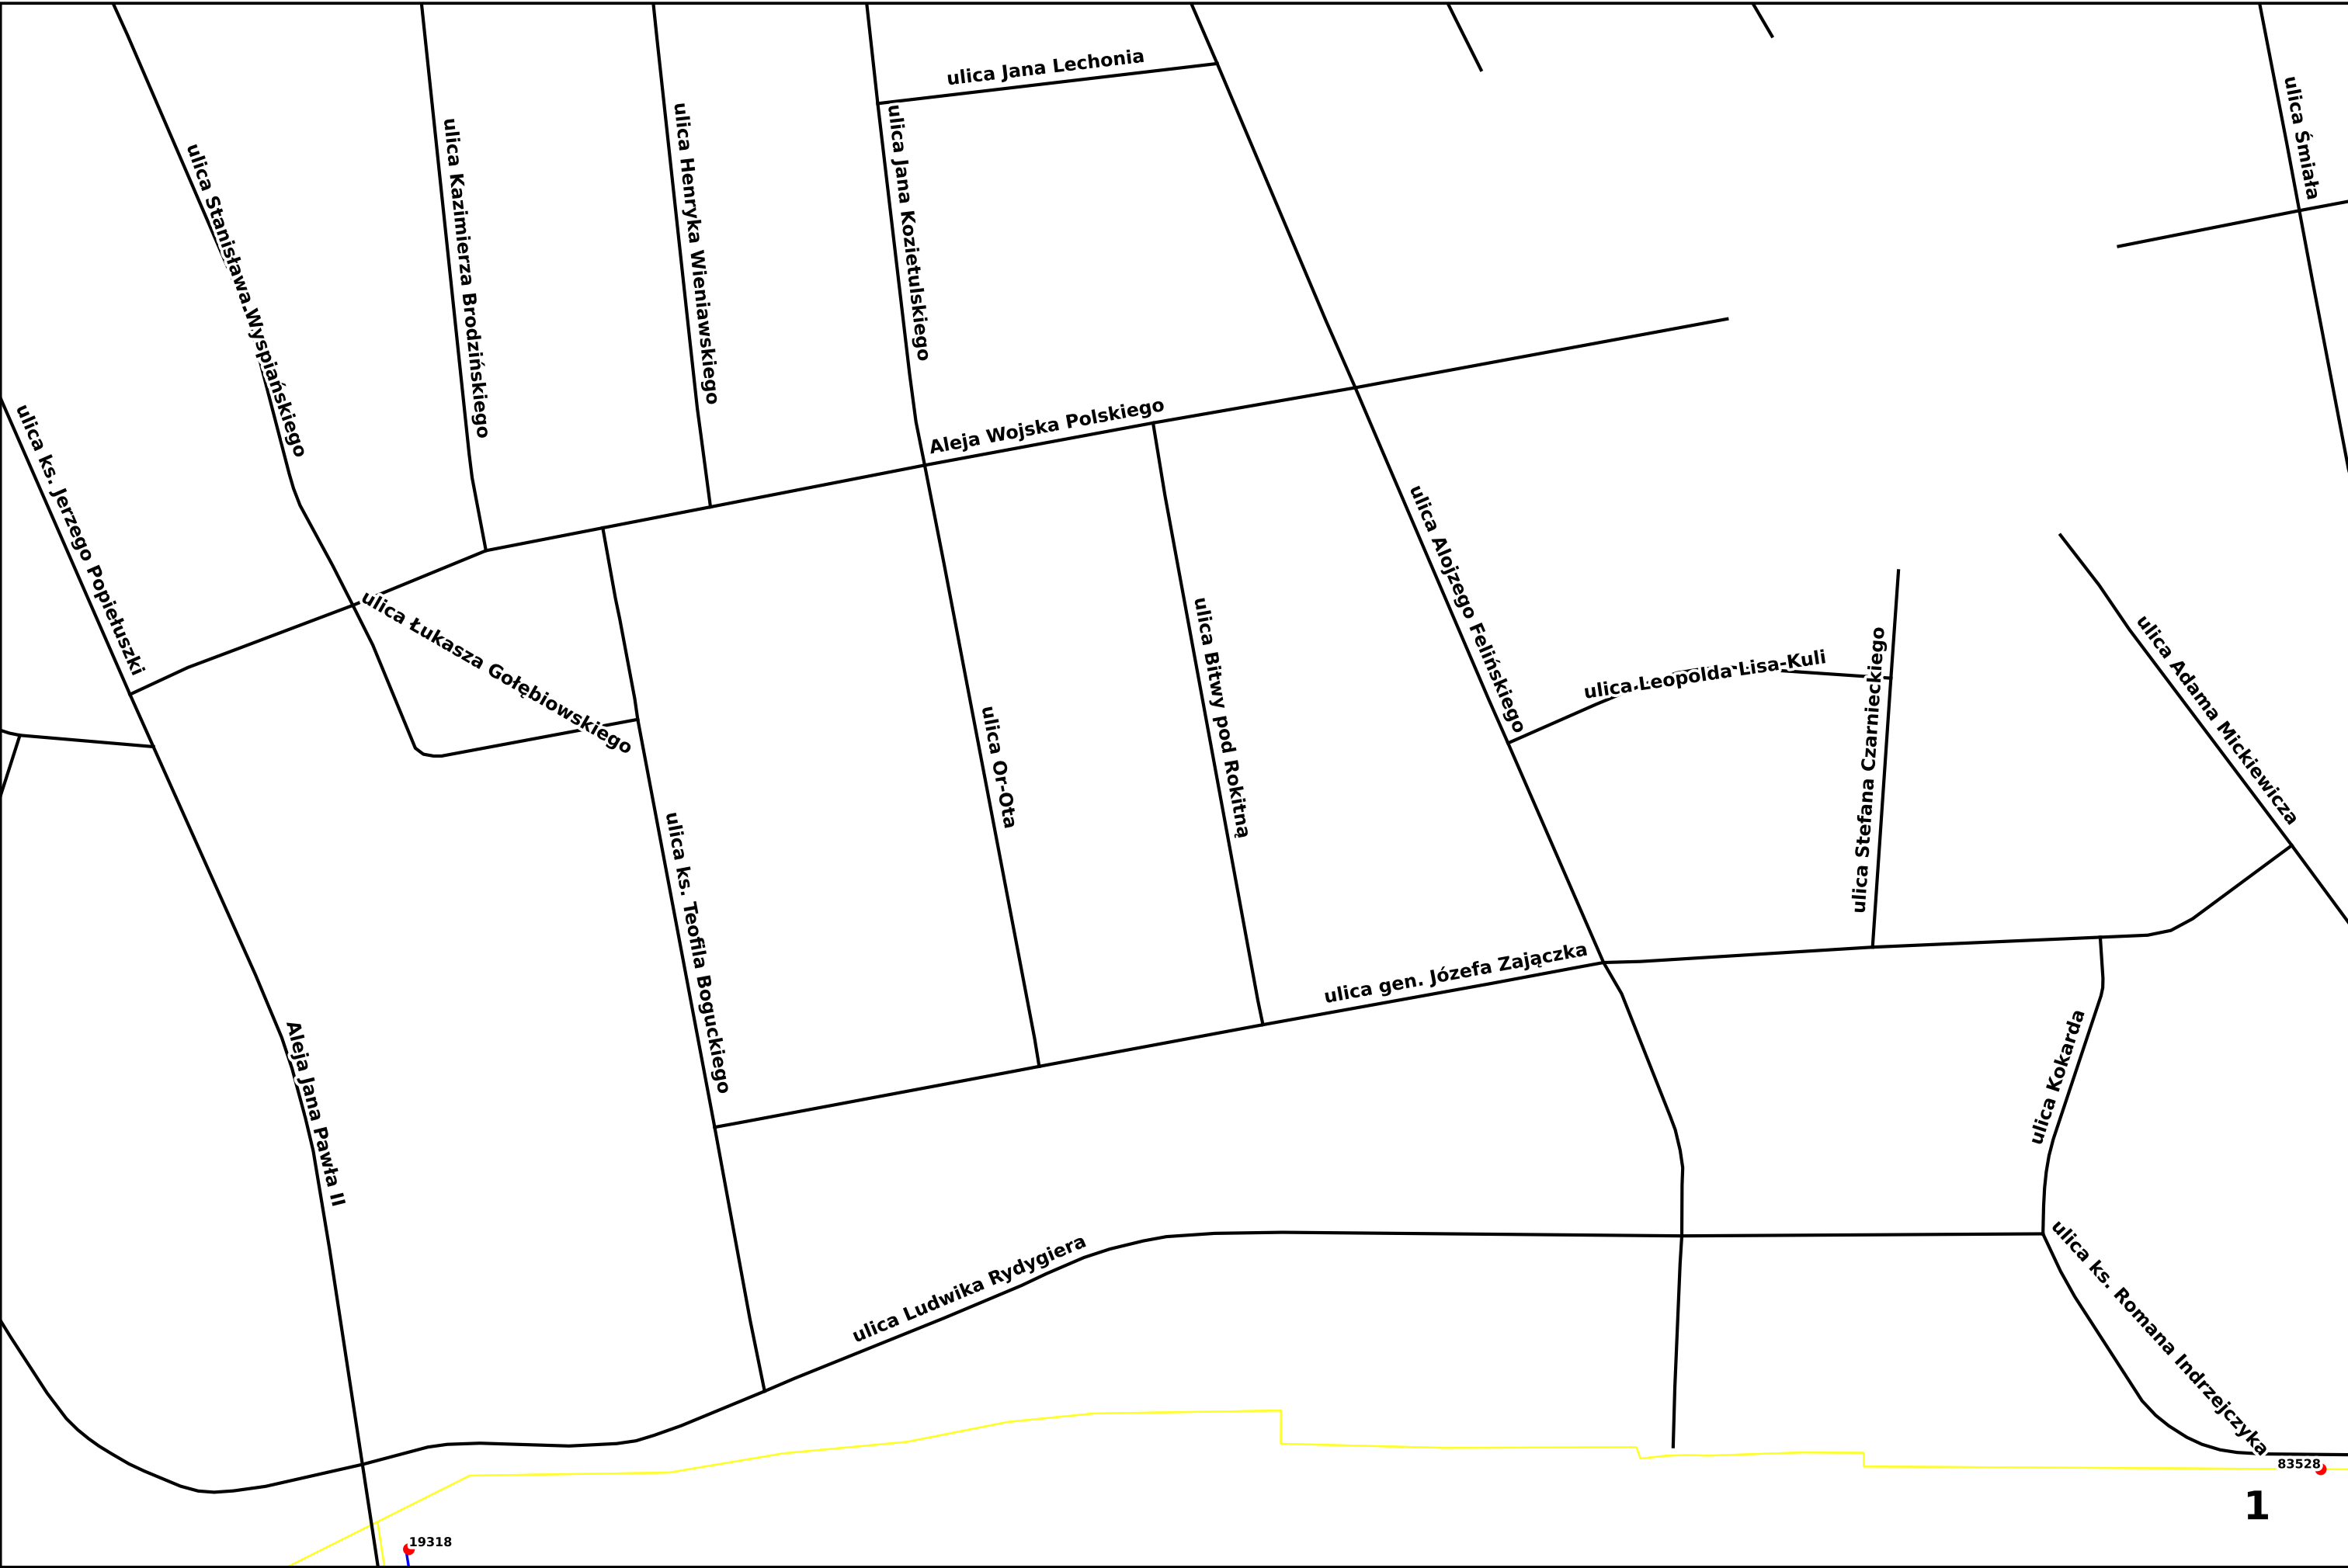 ulica Jana Lechonia
ulica Śmiała
ulica Stanisława Wyspiańskiego
ulica Kazimierza Brodzińskiego
ulica Henryka Wieniawskiego
ulica Jana Kozietulskiego
Aleja Wojska Polskiego
ulica ks. Jerzego Popiełuszki
ulica Alojzego Felińskiego
ulica Łukasza Gołębiowskiego
ulica Bitwy pod Rokitną
ulica Leopolda Lisa-Kuli
ulica Stefana Czarnieckiego
ulica Adama Mickiewicza
ulica Or-Ota
ulica ks. Teofila Boguckiego
ulica gen. Józefa Zajączka
Aleja Jana Pawła II
ulica Kokarda
ulica Ludwika Rydygiera
ulica ks. Romana Indrzejczyka
83528
1
19318